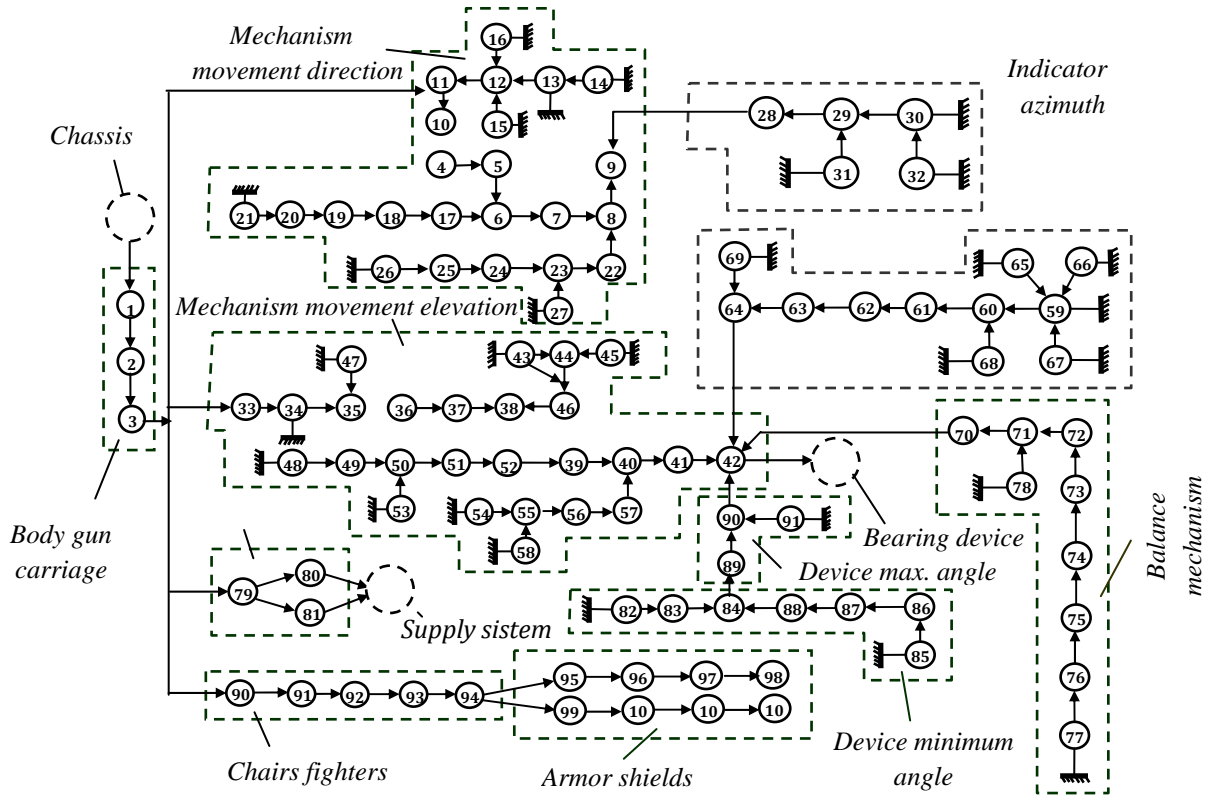 Mechanism
movement direction
16
11 12 13 14
10
15
Indicator
azimuth
28 29 30
31 32
Chassis
4 5 9
21 20 19 18 17 6 7 8
26 25 24 23 22
27
1
2
3
69 65 66
64 63 62 61 60 59
68 67
Mechanism movement elevation
47 43 44 45
33 34 35 36 37 38 46
48 49 50 51 52 39 40 41 42
53 54 55 56 57
58
70 71 72
78 73
74
75
76
77
Balance
mechanism
90 91
89
Bearing device
Device max. angle
Body gun
carriage
79 80
81
Supply sistem
82 83 84 88 87 86
85
90 91 92 93 94
95 96 97 98
99 10 10 10
Chairs fighters
Armor shields
Device minimum
angle